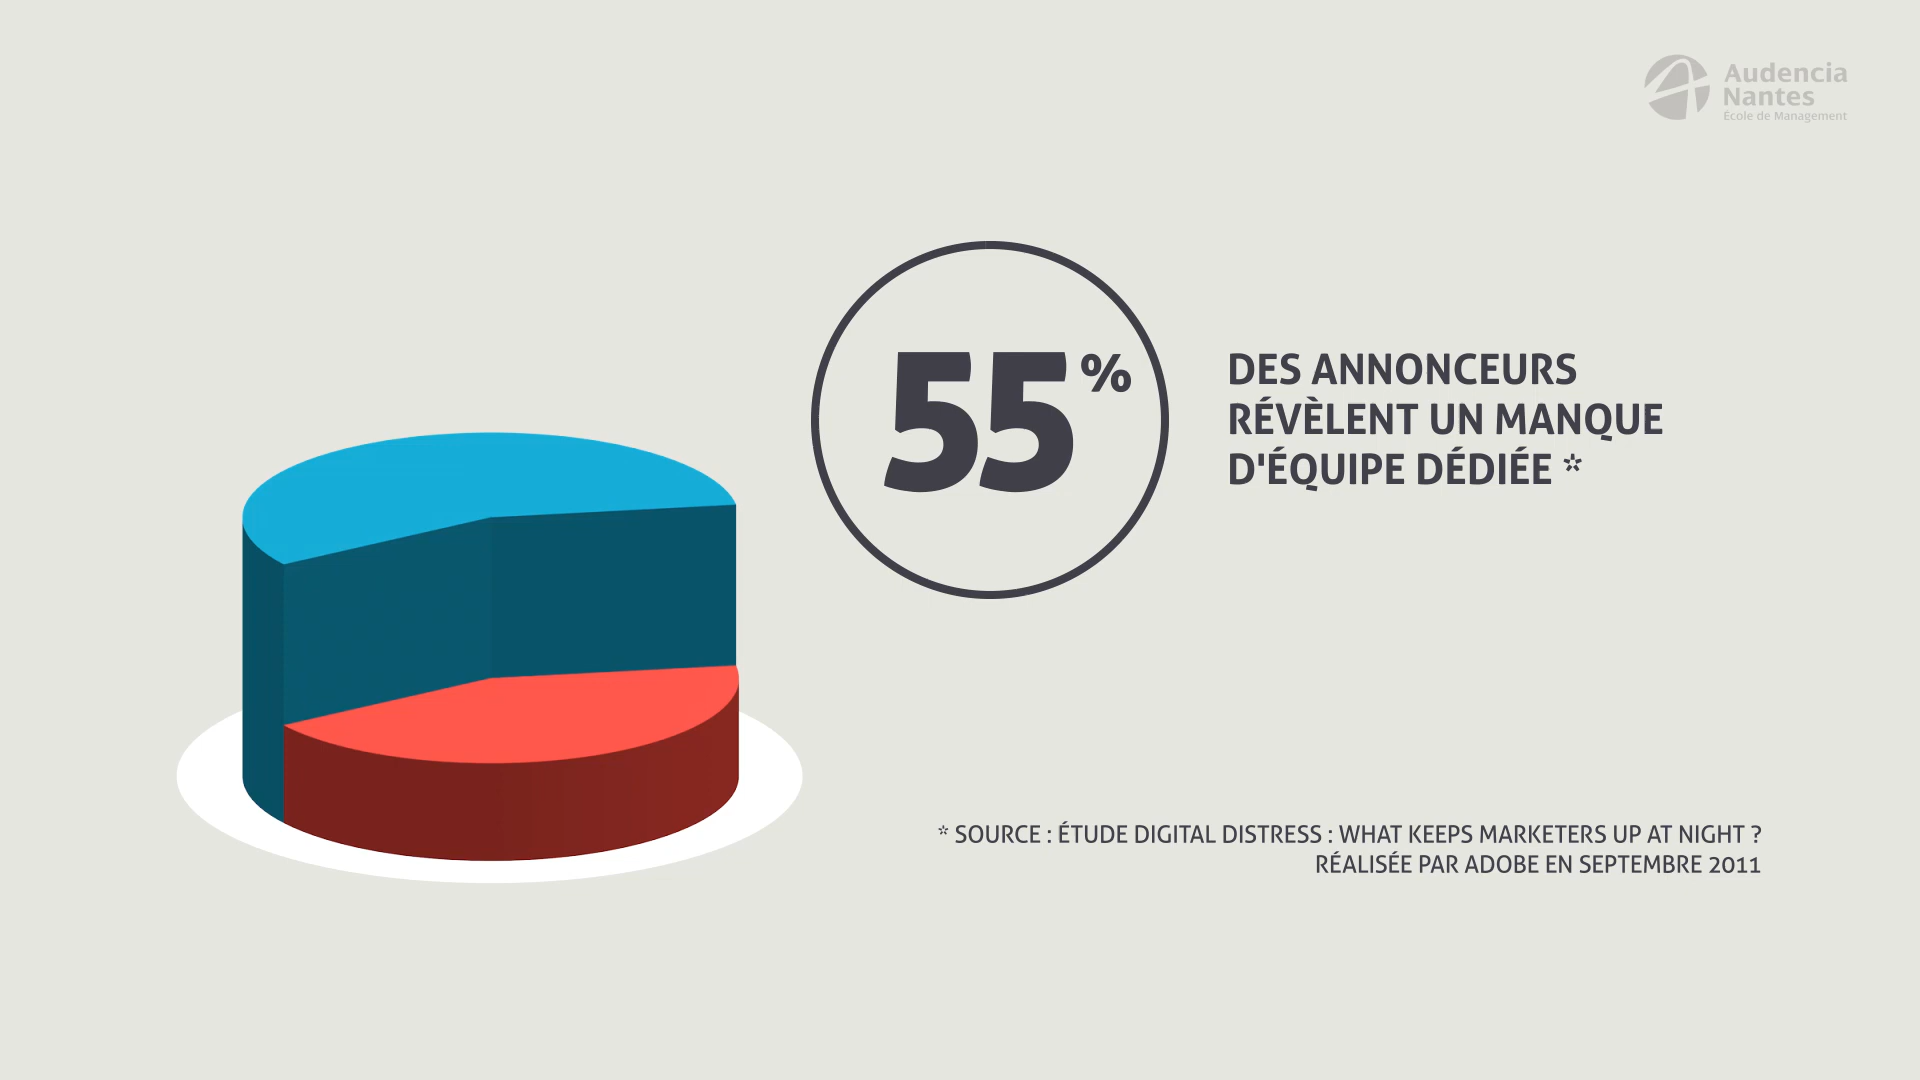 Audencia
Nantes
École de Management
55%
DES ANNONCEURS
RÉVÈLENT UN MANQUE
D'ÉQUIPE DÉDIÉE *
* SOURCE : ÉTUDE DIGITAL DISTRESS : WHAT KEEPS MARKETERS UP AT NIGHT ?
RÉALISÉE PAR ADOBE EN SEPTEMBRE 2011